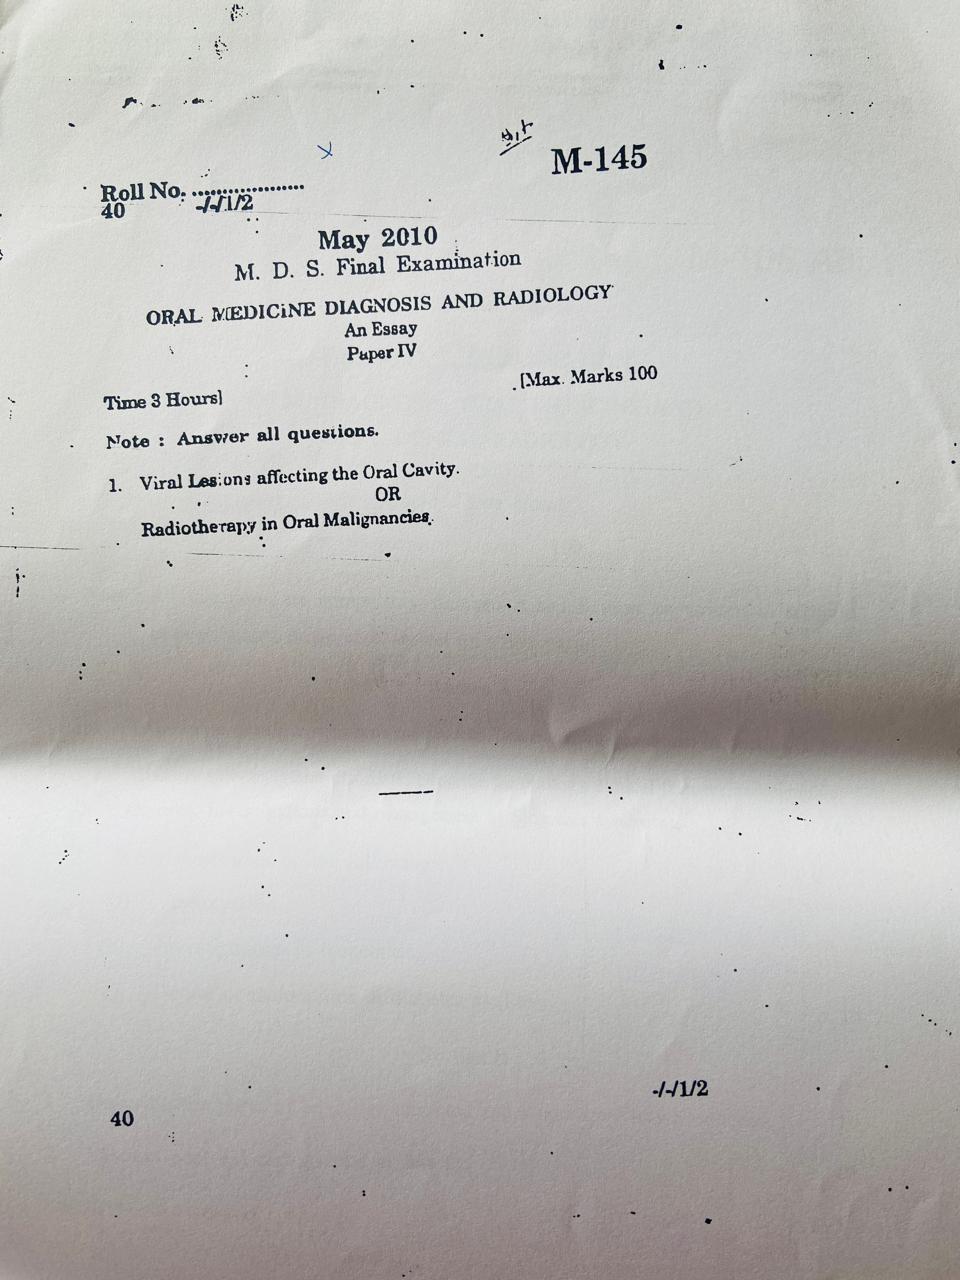 M-145
Roll No. ....................
40 -/-/1/2
May 2010
M. D. S. Final Examination
ORAL MEDICINE DIAGNOSIS AND RADIOLOGY
An Essay
Paper IV
Time 3 Hours] [Max. Marks 100
Note : Answer all questions.
1. Viral Lesions affecting the Oral Cavity.
OR
Radiotherapy in Oral Malignancies.
-/-/1/2
40